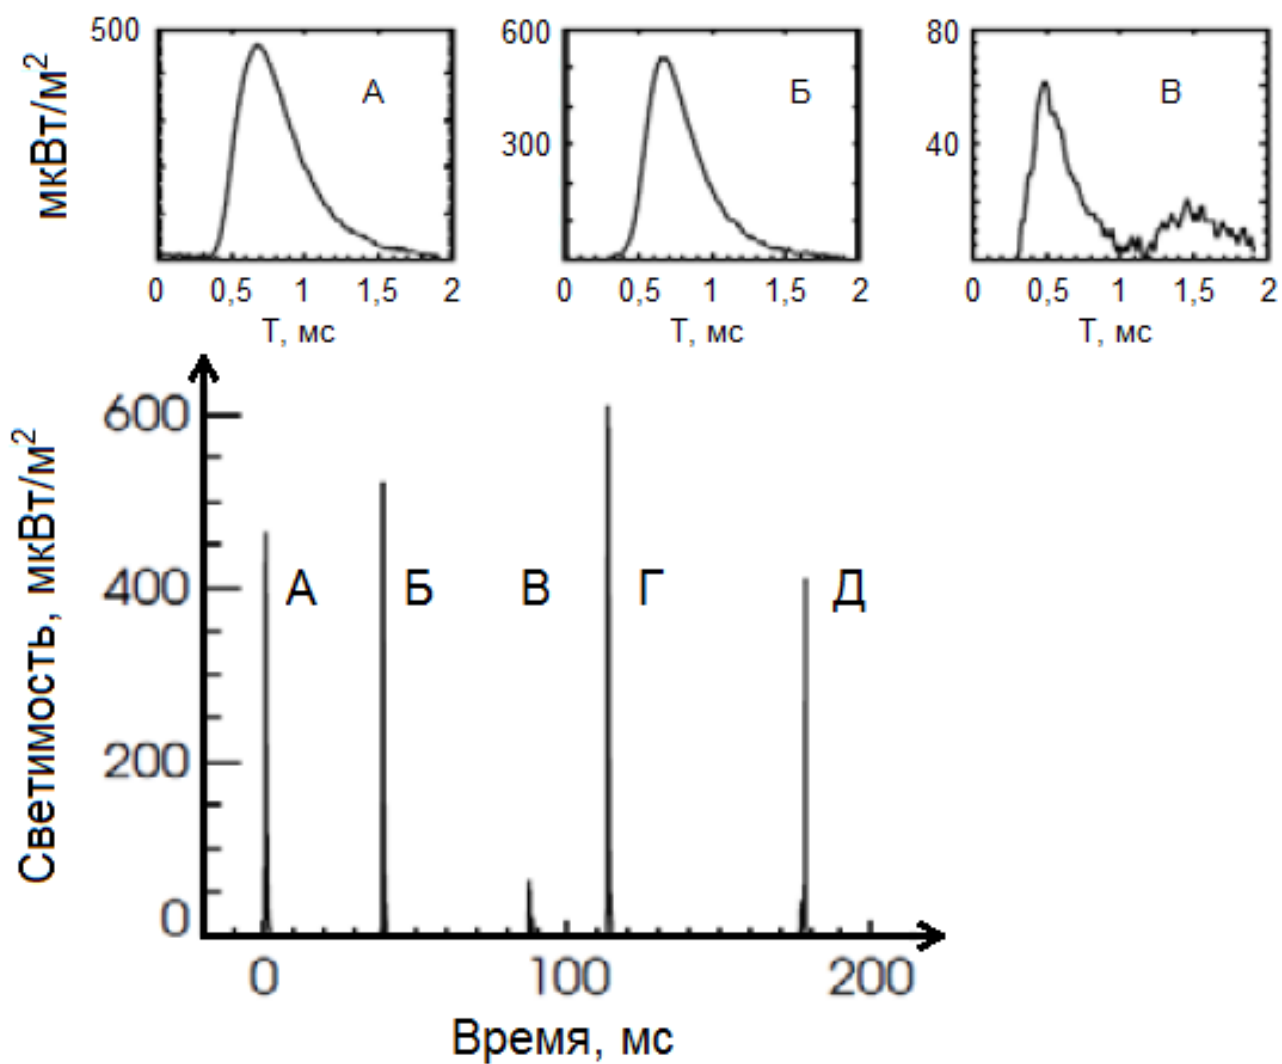 мкВт/м²
500
А
0 0,5 1 1,5 2
Т, мс
600
300
Б
0 0,5 1 1,5 2
Т, мс
80
40
В
0 0,5 1 1,5 2
Т, мс
Светимость, мкВт/м²
600
400
200
0
А Б В Г Д
0 100 200
Время, мс